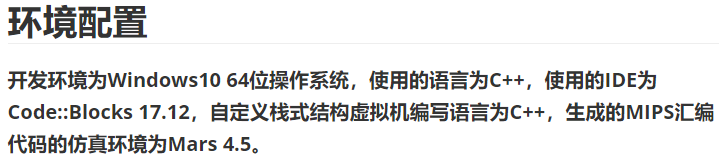 环境配置
开发环境为Windows10 64位操作系统，使用的语言为C++，使用的IDE为
Code::Blocks 17.12，自定义栈式结构虚拟机编写语言为C++，生成的MIPS汇编
代码的仿真环境为Mars 4.5。